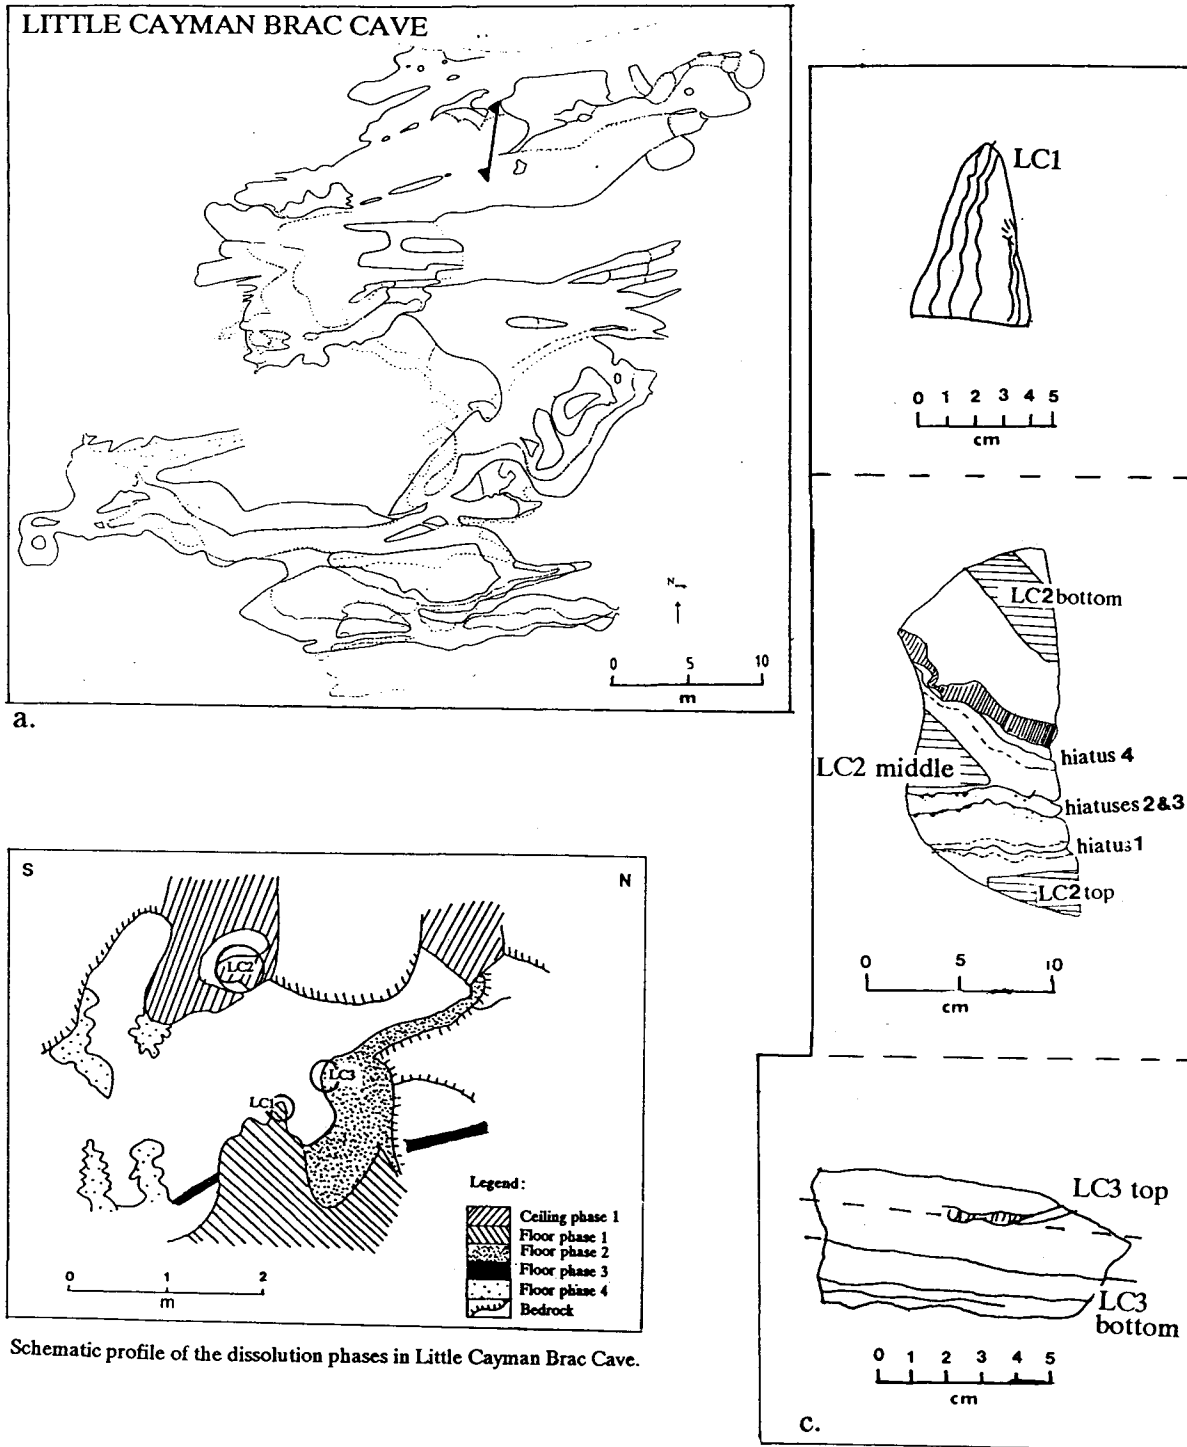 LITTLE CAYMAN BRAC CAVE
N
0 5 10
m
a.
LC1
0 1 2 3 4 5
cm
LC2 bottom
hiatus 4
LC2 middle
hiatuses 2&3
hiatus 1
LC2 top
0 5 10
cm
S N
LC2
LC3
LC1
Legend:
Ceiling phase 1
Floor phase 1
Floor phase 2
Floor phase 3
Floor phase 4
Bedrock
0 1 2
m
Schematic profile of the dissolution phases in Little Cayman Brac Cave.
LC3 top
LC3
bottom
0 1 2 3 4 5
cm
c.